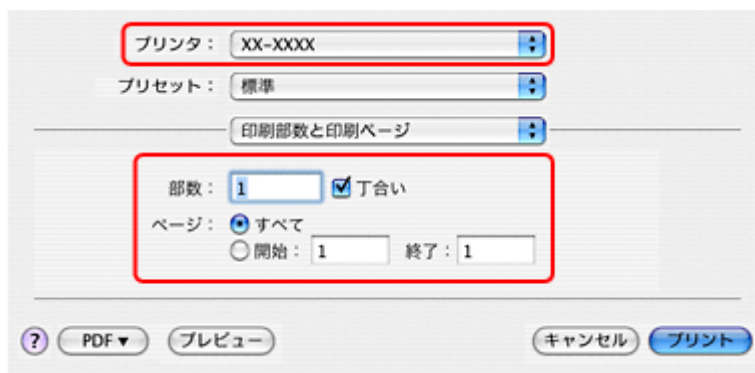 プリンタ： XX-XXXX
プリセット： 標準
印刷部数と印刷ページ
部数： 1 丁合い
ページ： すべて
開始： 1 終了： 1
? PDF▼ プレビュー キャンセル プリント